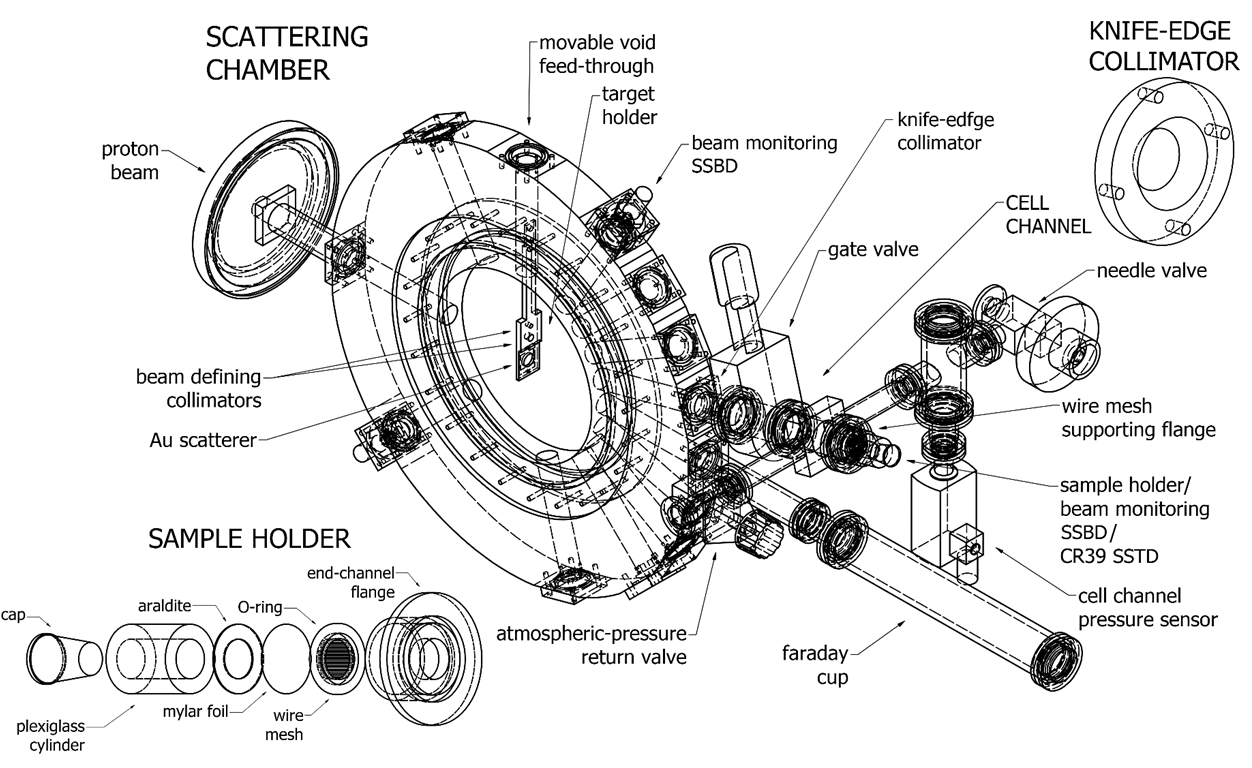 SCATTERING
CHAMBER
KNIFE-EDGE
COLLIMATOR
movable void
feed-through
target
holder
proton
beam
beam monitoring
SSBD
knife-edfge
collimator
CELL
CHANNEL
gate valve
needle valve
beam defining
collimators
Au scatterer
wire mesh
supporting flange
sample holder/
beam monitoring
SSBD/
CR39 SSTD
cell channel
pressure sensor
atmospheric-pressure
return valve
faraday
cup
SAMPLE HOLDER
end-channel
flange
O-ring
araldite
cap
mylar foil
wire
mesh
plexiglass
cylinder